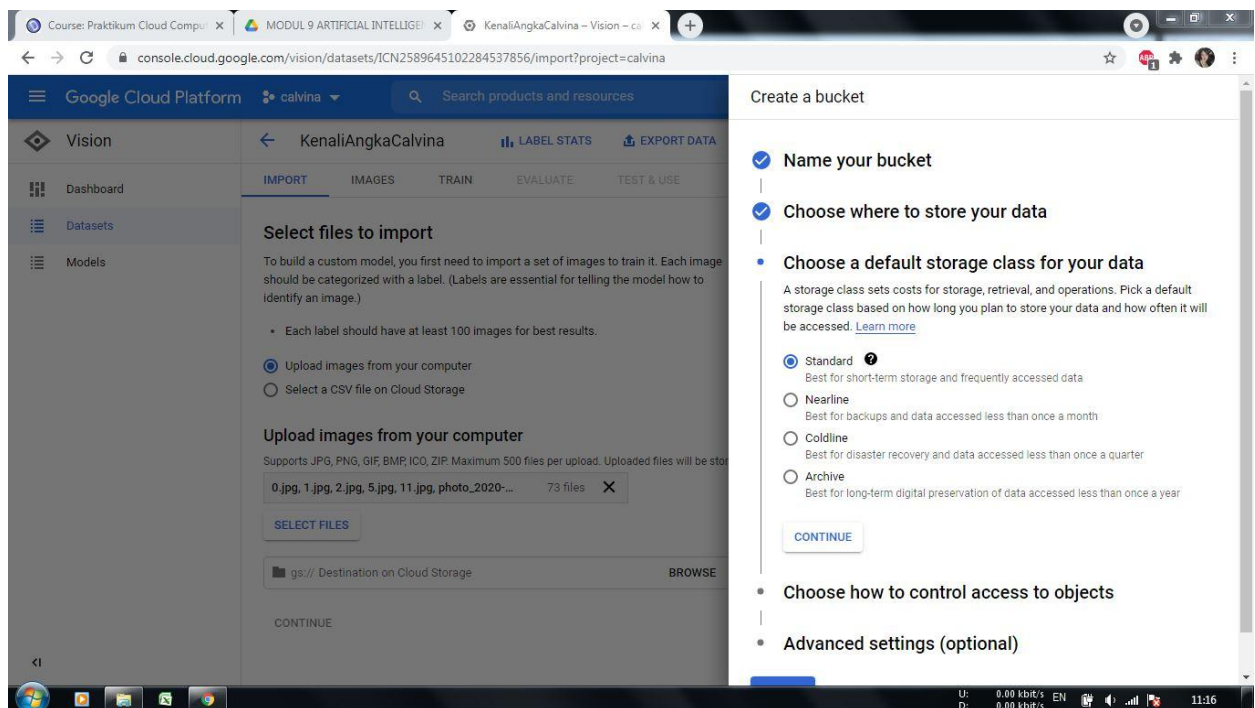 Course: Praktikum Cloud Comput
MODUL 9 ARTIFICIAL INTELLIGEN
KenaliAngkaCalvina – Vision – ca
console.cloud.google.com/vision/datasets/ICN2589645102284537856/import?project=calvina
ABP
1
Google Cloud Platform
calvina
Search products and resources
Vision
Dashboard
Datasets
Models
KenaliAngkaCalvina
LABEL STATS
EXPORT DATA
IMPORT
IMAGES
TRAIN
EVALUATE
TEST & USE
Select files to import
To build a custom model, you first need to import a set of images to train it. Each image
should be categorized with a label. (Labels are essential for telling the model how to
identify an image.)
• Each label should have at least 100 images for best results.
Upload images from your computer
Select a CSV file on Cloud Storage
Upload images from your computer
Supports JPG, PNG, GIF, BMP, ICO, ZIP. Maximum 500 files per upload. Uploaded files will be stor
0.jpg, 1.jpg, 2.jpg, 5.jpg, 11.jpg, photo_2020-...
73 files
SELECT FILES
gs:// Destination on Cloud Storage
BROWSE
CONTINUE
Create a bucket
Name your bucket
Choose where to store your data
Choose a default storage class for your data
A storage class sets costs for storage, retrieval, and operations. Pick a default
storage class based on how long you plan to store your data and how often it will
be accessed. Learn more
Standard
Best for short-term storage and frequently accessed data
Nearline
Best for backups and data accessed less than once a month
Coldline
Best for disaster recovery and data accessed less than once a quarter
Archive
Best for long-term digital preservation of data accessed less than once a year
CONTINUE
Choose how to control access to objects
Advanced settings (optional)
U: 0.00 kbit/s
D: 0.00 kbit/s
EN
11:16